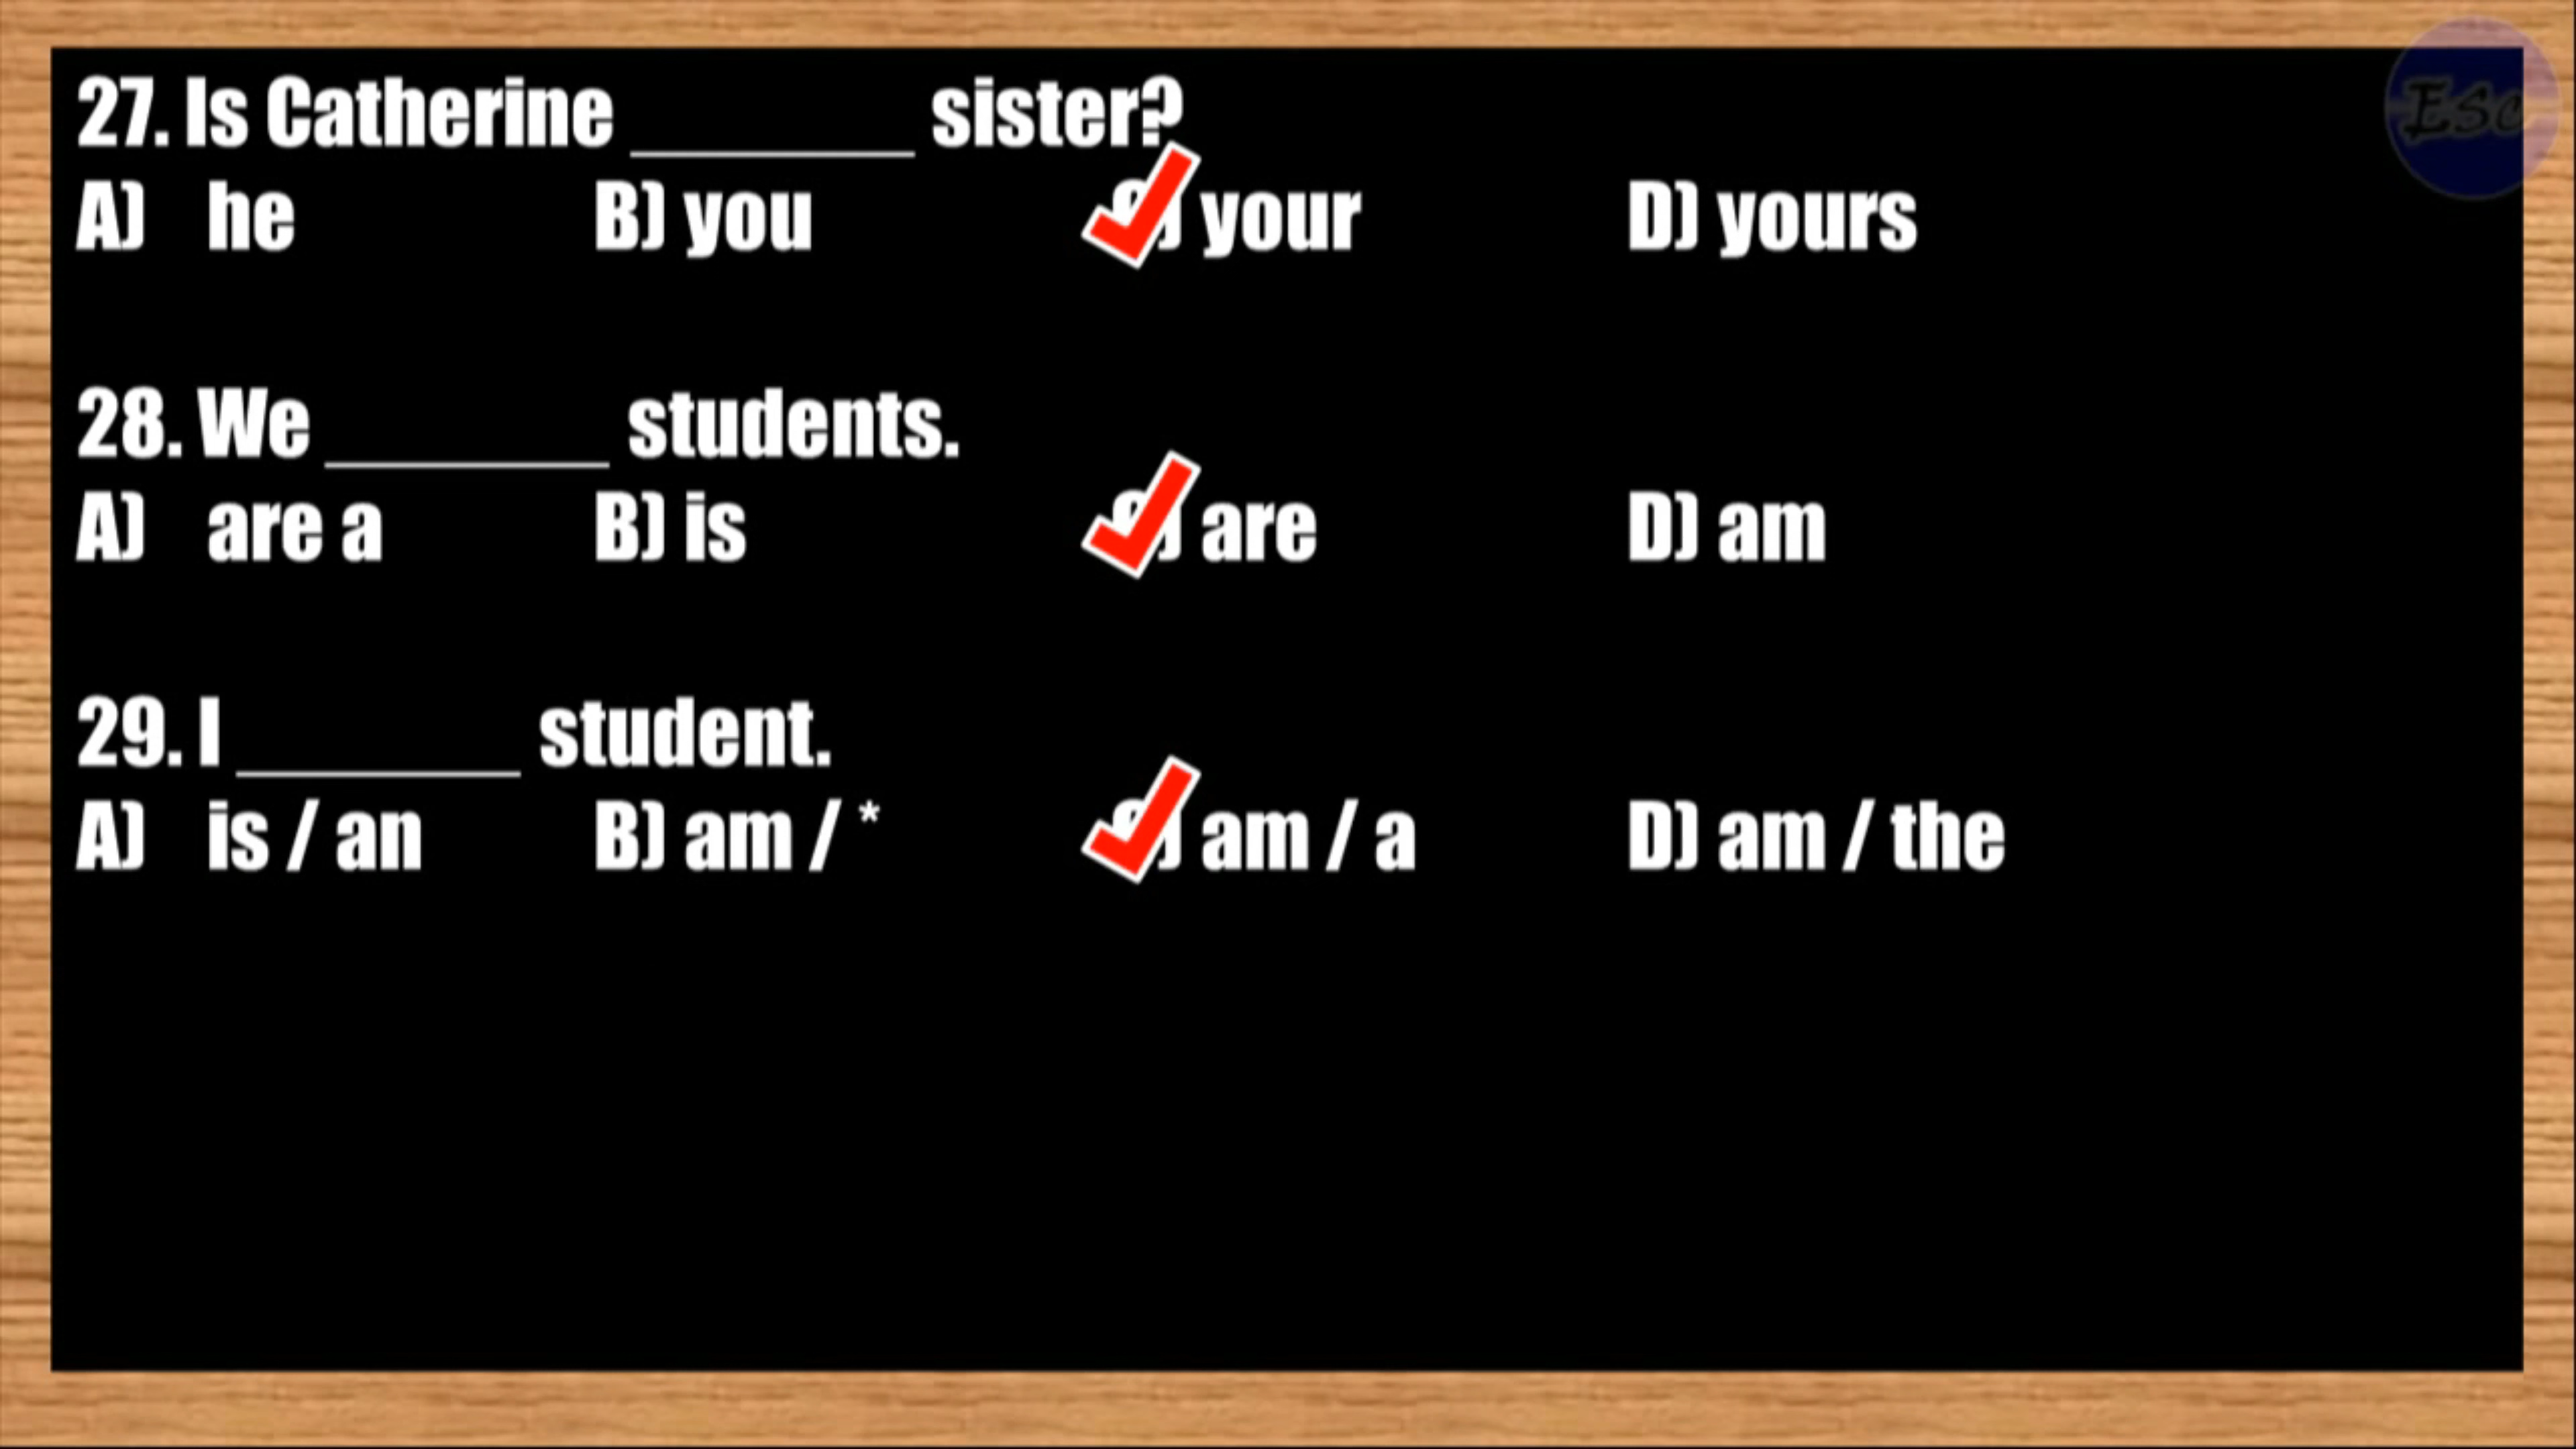 27. Is Catherine ________ sister?
A) he B) you C) your D) yours
28. We ________ students.
A) are a B) is C) are D) am
29. I ________ student.
A) is / an B) am / * C) am / a D) am / the
Esc